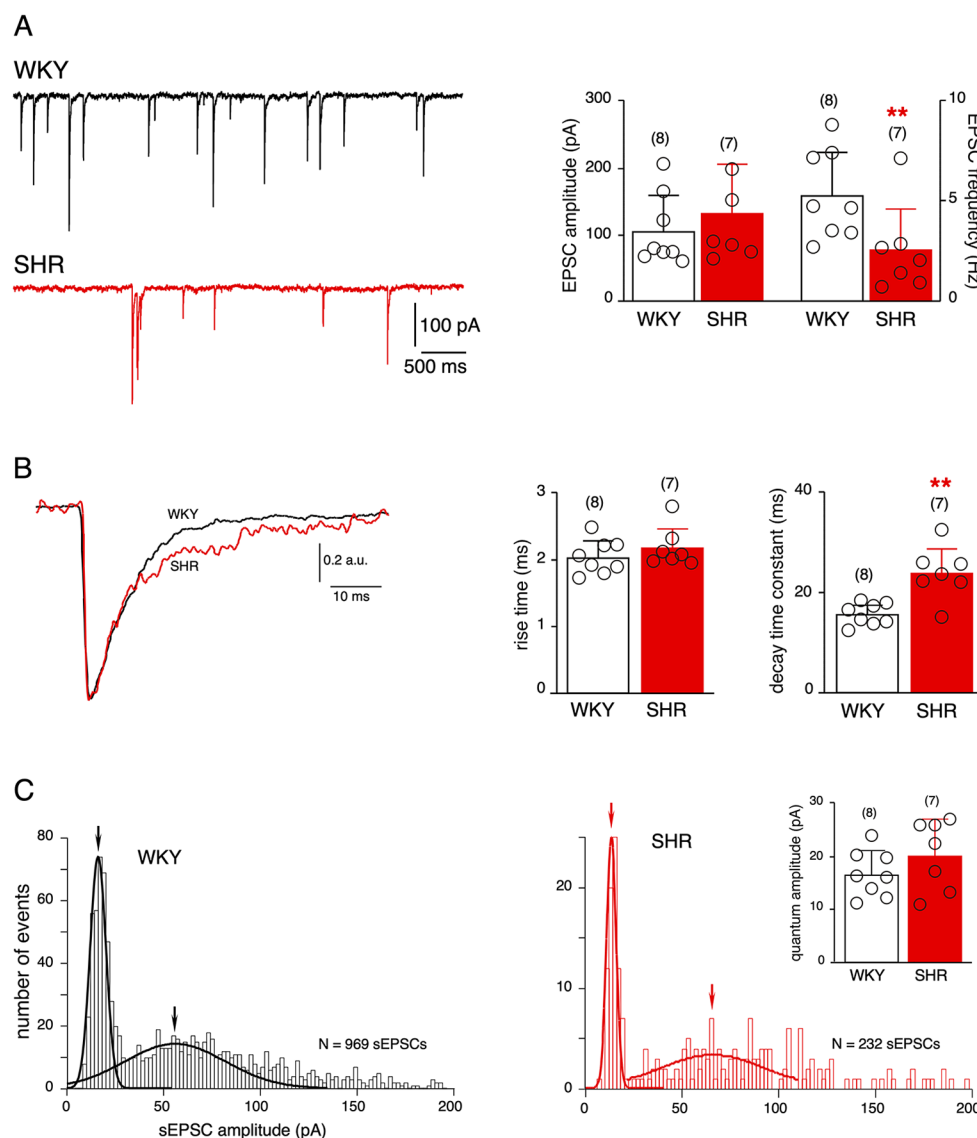 A
WKY
SHR
100 pA
500 ms
EPSC amplitude (pA)
300
200
100
0
(8)
(7)
(8)
**
(7)
10
5
0
EPSC frequency (Hz)
WKY
SHR
WKY
SHR
B
WKY
SHR
0.2 a.u.
10 ms
rise time (ms)
3
2
1
0
(8)
(7)
WKY
SHR
decay time constant (ms)
40
20
0
(8)
**
(7)
WKY
SHR
C
number of events
80
60
40
20
0
WKY
N = 969 sEPSCs
0
50
100
150
200
sEPSC amplitude (pA)
SHR
20
10
0
N = 232 sEPSCs
0
50
100
150
200
quantum amplitude (pA)
30
20
10
0
(8)
(7)
WKY
SHR